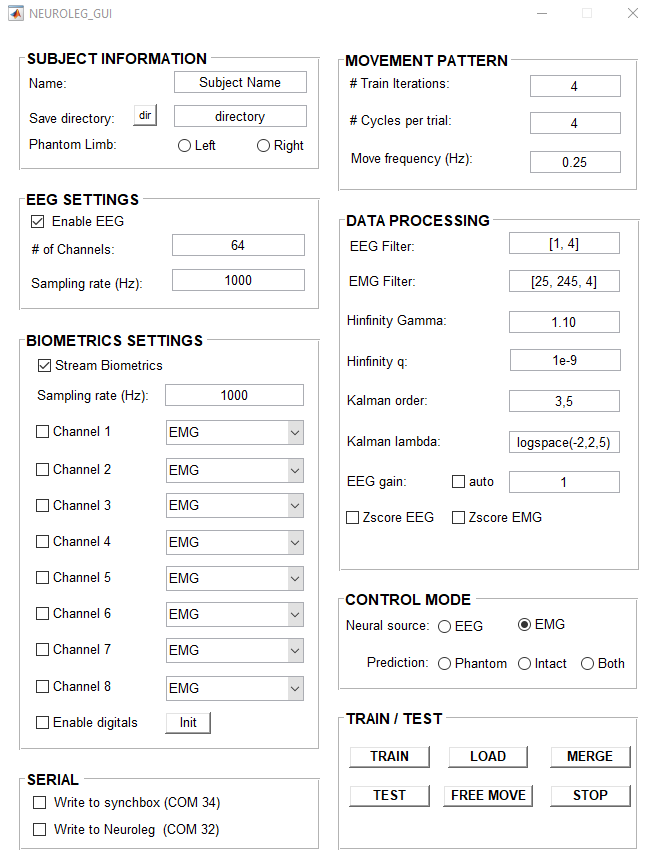 NEUROLEG_GUI
SUBJECT INFORMATION
Name: Subject Name
Save directory: dir directory
Phantom Limb: Left Right
EEG SETTINGS
Enable EEG
# of Channels: 64
Sampling rate (Hz): 1000
BIOMETRICS SETTINGS
Stream Biometrics
Sampling rate (Hz): 1000
Channel 1 EMG
Channel 2 EMG
Channel 3 EMG
Channel 4 EMG
Channel 5 EMG
Channel 6 EMG
Channel 7 EMG
Channel 8 EMG
Enable digitals Init
SERIAL
Write to synchbox (COM 34)
Write to Neuroleg (COM 32)
MOVEMENT PATTERN
# Train Iterations: 4
# Cycles per trial: 4
Move frequency (Hz): 0.25
DATA PROCESSING
EEG Filter: [1, 4]
EMG Filter: [25, 245, 4]
Hinfinity Gamma: 1.10
Hinfinity q: 1e-9
Kalman order: 3,5
Kalman lambda: logspace(-2,2,5)
EEG gain: auto 1
Zscore EEG Zscore EMG
CONTROL MODE
Neural source: EEG EMG
Prediction: Phantom Intact Both
TRAIN / TEST
TRAIN LOAD MERGE
TEST FREE MOVE STOP